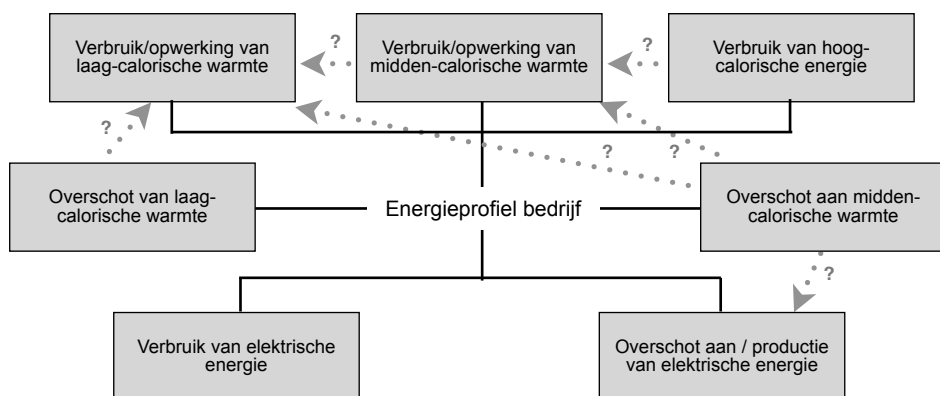 Verbruik/opwerking van
laag-calorische warmte
?
Verbruik/opwerking van
midden-calorische warmte
?
Verbruik van hoog-
calorische energie
?
?
?
Overschot van laag-
calorische warmte
Energieprofiel bedrijf
Overschot aan midden-
calorische warmte
?
Verbruik van elektrische
energie
Overschot aan / productie
van elektrische energie